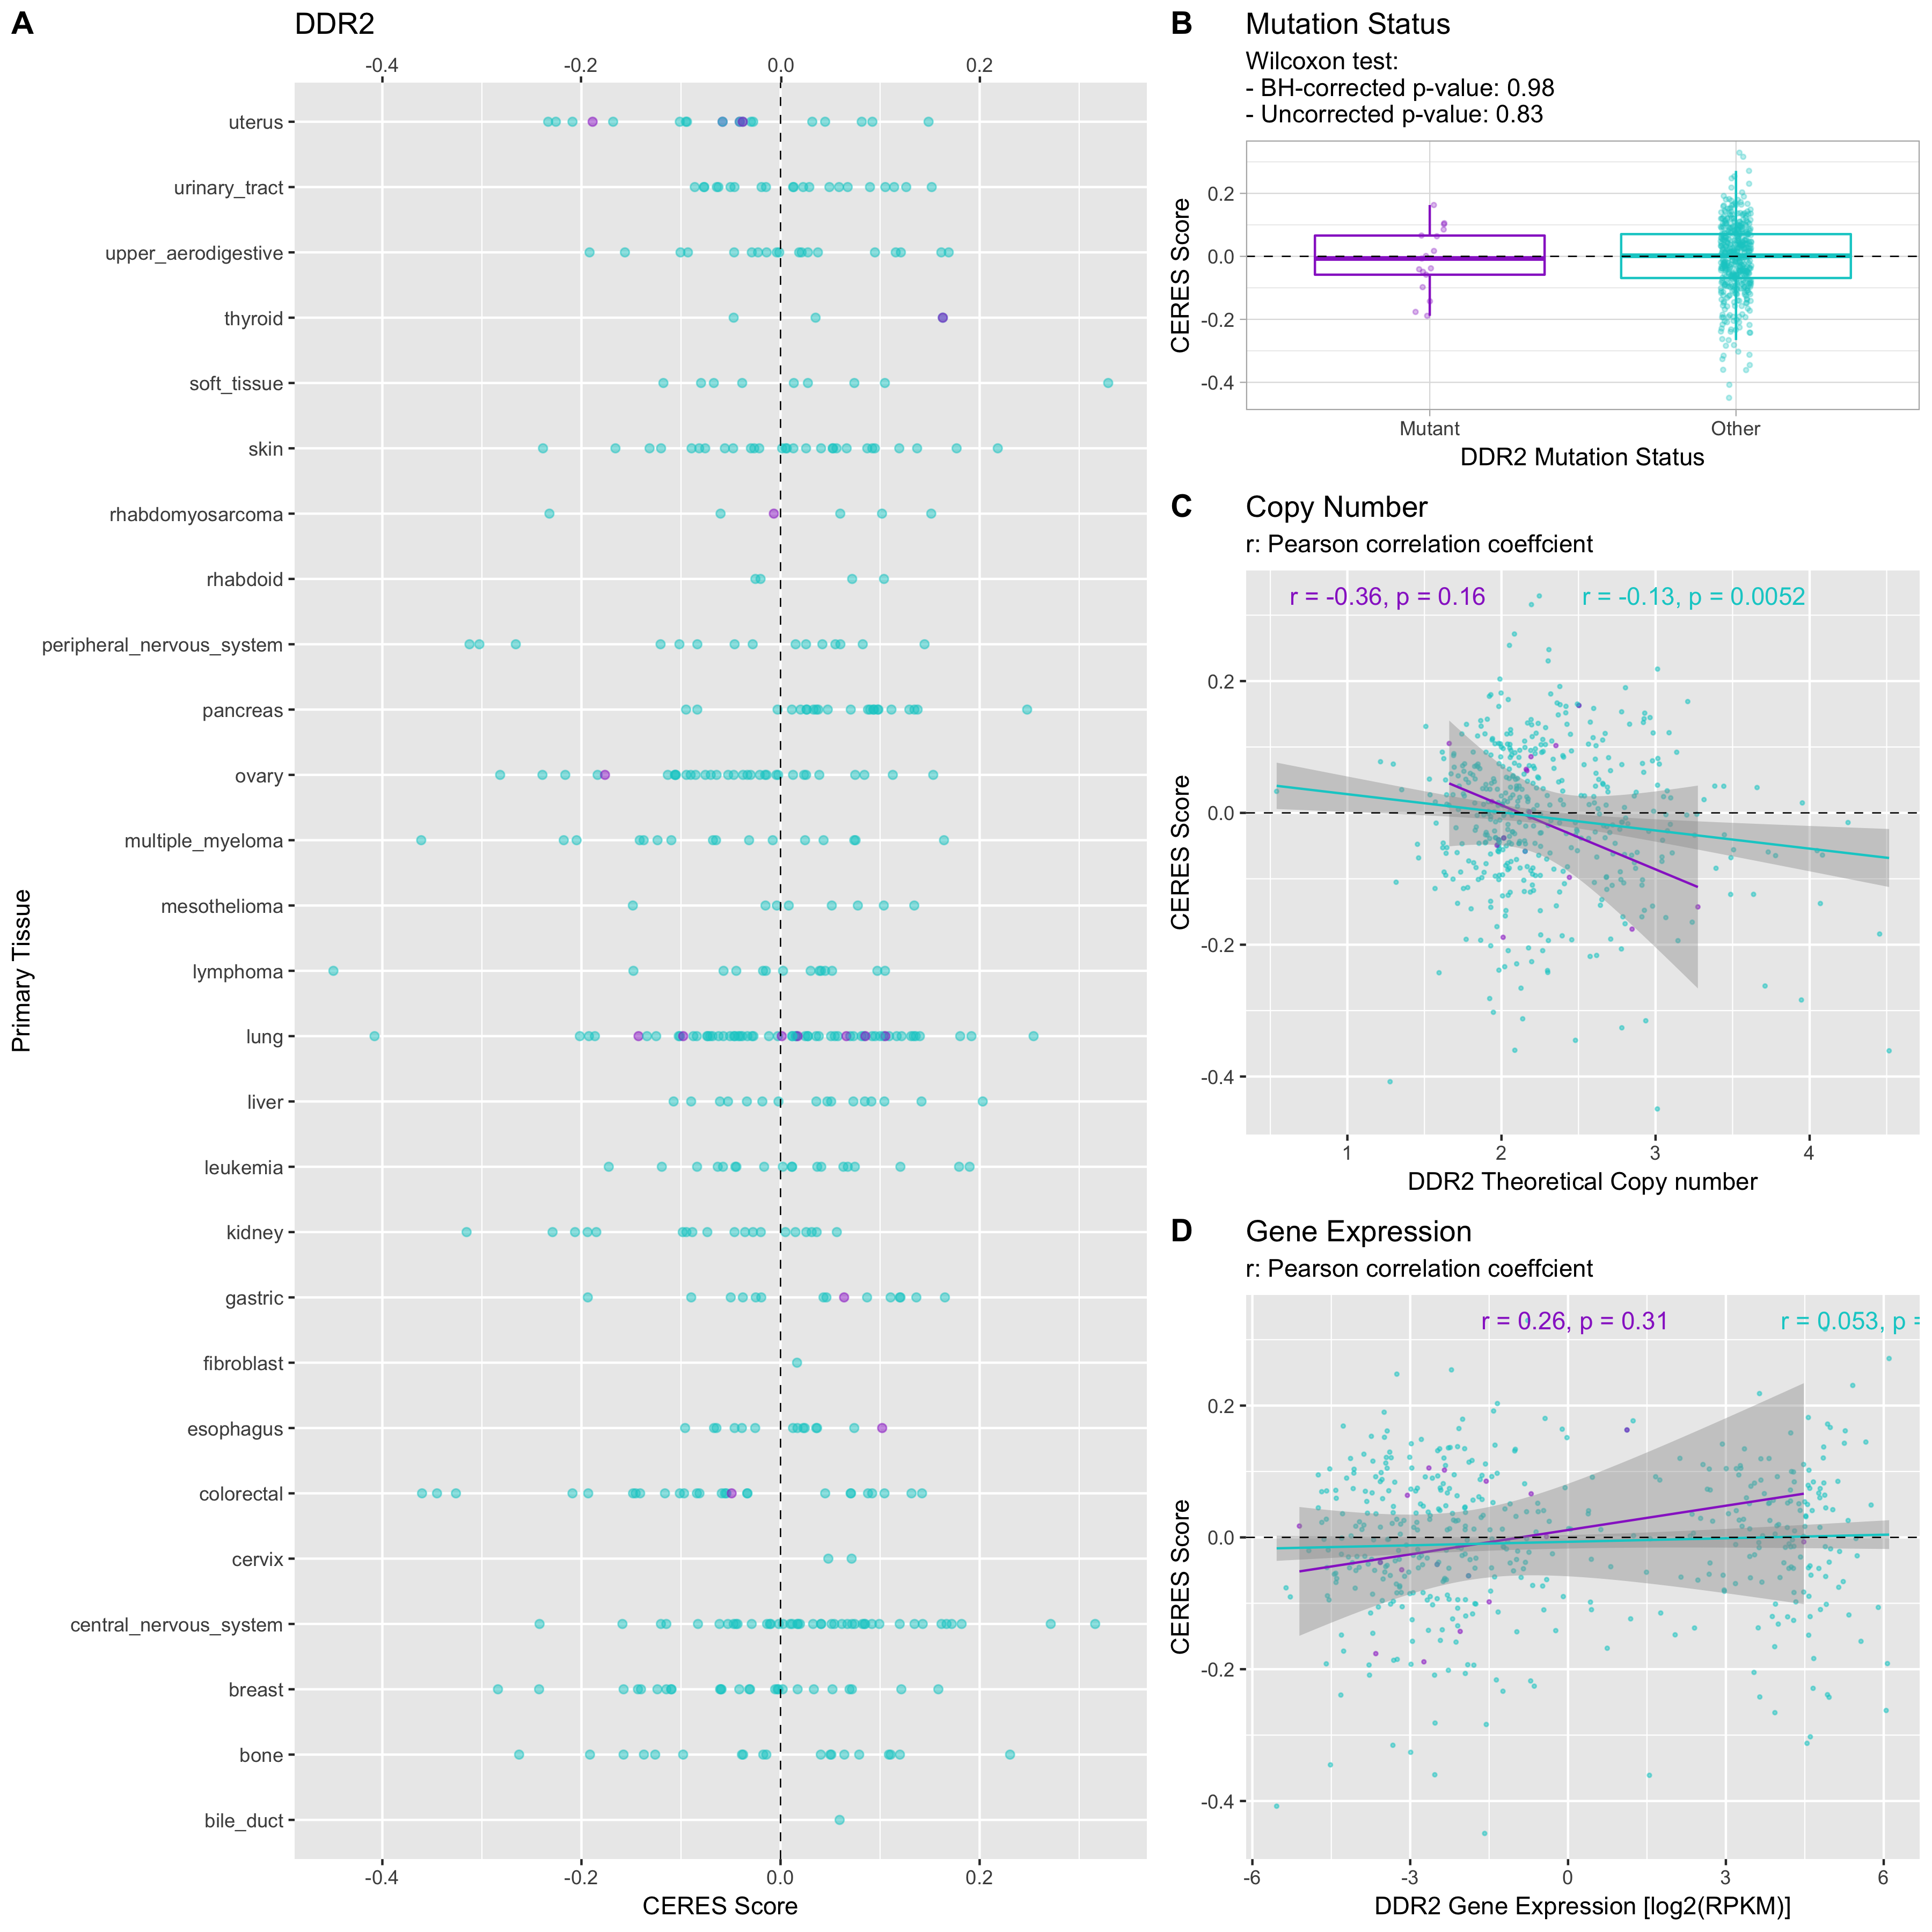 A
DDR2
-0.4 -0.2 0.0 0.2
uterus
urinary_tract
upper_aerodigestive
thyroid
soft_tissue
skin
rhabdomyosarcoma
rhabdoid
peripheral_nervous_system
pancreas
ovary
multiple_myeloma
mesothelioma
lymphoma
lung
liver
leukemia
kidney
gastric
fibroblast
esophagus
colorectal
cervix
central_nervous_system
breast
bone
bile_duct
Primary Tissue
-0.4 -0.2 0.0 0.2
CERES Score
B
Mutation Status
Wilcoxon test:
- BH-corrected p-value: 0.98
- Uncorrected p-value: 0.83
CERES Score
0.2
0.0
-0.2
-0.4
Mutant Other
DDR2 Mutation Status
C
Copy Number
r: Pearson correlation coeffcient
r = -0.36, p = 0.16 r = -0.13, p = 0.0052
CERES Score
0.2
0.0
-0.2
-0.4
1 2 3 4
DDR2 Theoretical Copy number
D
Gene Expression
r: Pearson correlation coeffcient
r = 0.26, p = 0.31 r = 0.053, p =
CERES Score
0.2
0.0
-0.2
-0.4
-6 -3 0 3 6
DDR2 Gene Expression [log2(RPKM)]